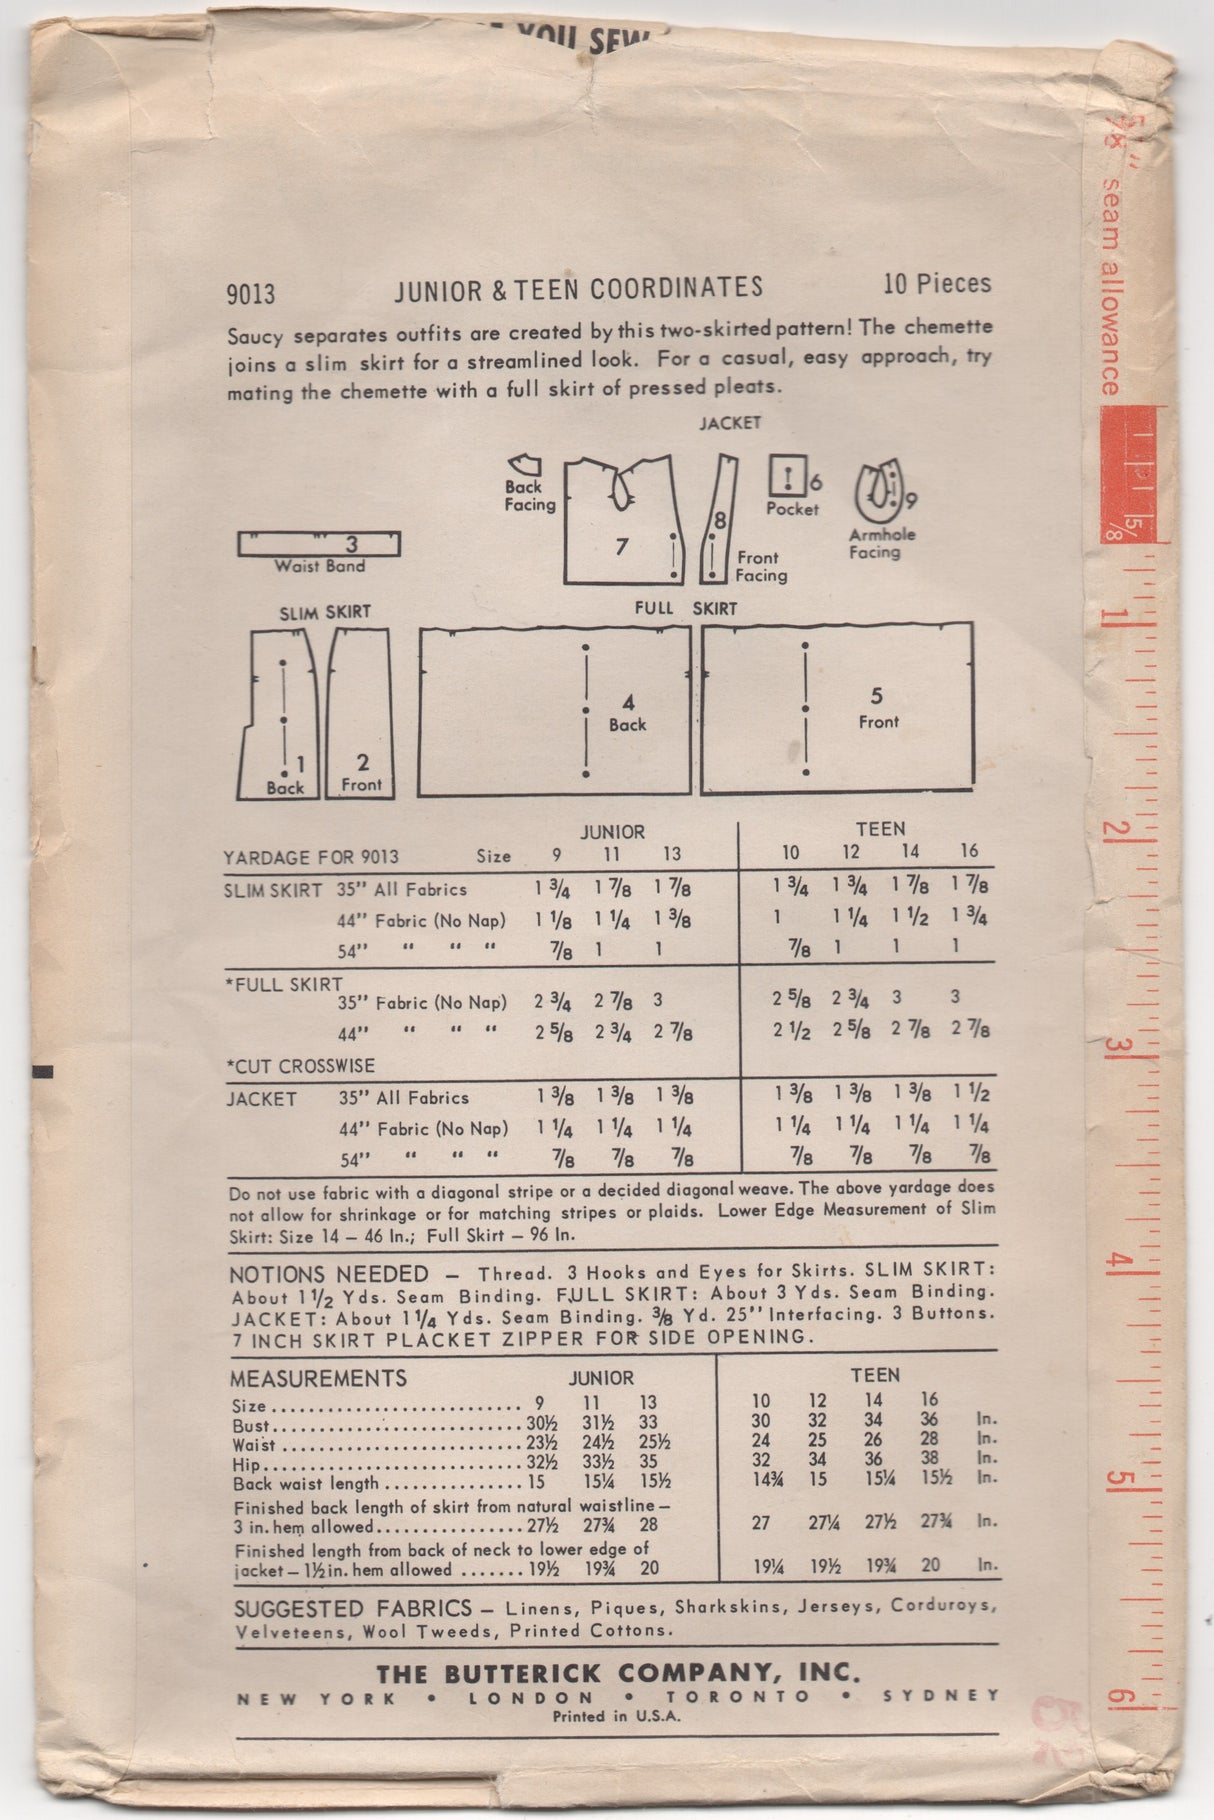 YOU SEW
5/8" seam allowance
9013 JUNIOR & TEEN COORDINATES 10 Pieces
Saucy separates outfits are created by this two-skirted pattern! The chemette
joins a slim skirt for a streamlined look. For a casual, easy approach, try
mating the chemette with a full skirt of pressed pleats.
JACKET
Back Facing
7
8
Front Facing
6
Pocket
9
Armhole Facing
3
Waist Band
SLIM SKIRT
FULL SKIRT
1
Back
2
Front
4
Back
5
Front
JUNIOR TEEN
YARDAGE FOR 9013 Size 9 11 13 10 12 14 16
SLIM SKIRT 35" All Fabrics 1 3/4 1 7/8 1 7/8 1 3/4 1 3/4 1 7/8 1 7/8
44" Fabric (No Nap) 1 1/8 1 1/4 1 3/8 1 1 1/4 1 1/2 1 3/4
54" " " " 7/8 1 1 7/8 1 1 1
*FULL SKIRT
35" Fabric (No Nap) 2 3/4 2 7/8 3 2 5/8 2 3/4 3 3
44" " " " 2 5/8 2 3/4 2 7/8 2 1/2 2 5/8 2 7/8 2 7/8
*CUT CROSSWISE
JACKET 35" All Fabrics 1 3/8 1 3/8 1 3/8 1 3/8 1 3/8 1 3/8 1 1/2
44" Fabric (No Nap) 1 1/4 1 1/4 1 1/4 1 1/4 1 1/4 1 1/4 1 1/4
54" " " " 7/8 7/8 7/8 7/8 7/8 7/8 7/8
Do not use fabric with a diagonal stripe or a decided diagonal weave. The above yardage does
not allow for shrinkage or for matching stripes or plaids. Lower Edge Measurement of Slim
Skirt: Size 14 – 46 In.; Full Skirt – 96 In.
NOTIONS NEEDED – Thread. 3 Hooks and Eyes for Skirts. SLIM SKIRT:
About 1 1/2 Yds. Seam Binding. FULL SKIRT: About 3 Yds. Seam Binding.
JACKET: About 1 1/4 Yds. Seam Binding. 3/8 Yd. 25" Interfacing. 3 Buttons.
7 INCH SKIRT PLACKET ZIPPER FOR SIDE OPENING.
MEASUREMENTS JUNIOR TEEN
Size.......................... 9 11 13 10 12 14 16
Bust.......................... 30½ 31½ 33 30 32 34 36 In.
Waist ......................... 23½ 24½ 25½ 24 25 26 28 In.
Hip........................... 32½ 33½ 35 32 34 36 38 In.
Back waist length .............. 15 15¼ 15½ 14¾ 15 15¼ 15½ In.
Finished back length of skirt from natural waistline –
3 in. hem allowed................ 27½ 27¾ 28 27 27¼ 27½ 27¾ In.
Finished length from back of neck to lower edge of
jacket – 1½ in. hem allowed ....... 19½ 19¾ 20 19¼ 19½ 19¾ 20 In.
SUGGESTED FABRICS – Linens, Piques, Sharkskins, Jerseys, Corduroys,
Velveteens, Wool Tweeds, Printed Cottons.
THE BUTTERICK COMPANY, INC.
NEW YORK • LONDON • TORONTO • SYDNEY
Printed in U.S.A.
5/8
1
2
3
4
5
6